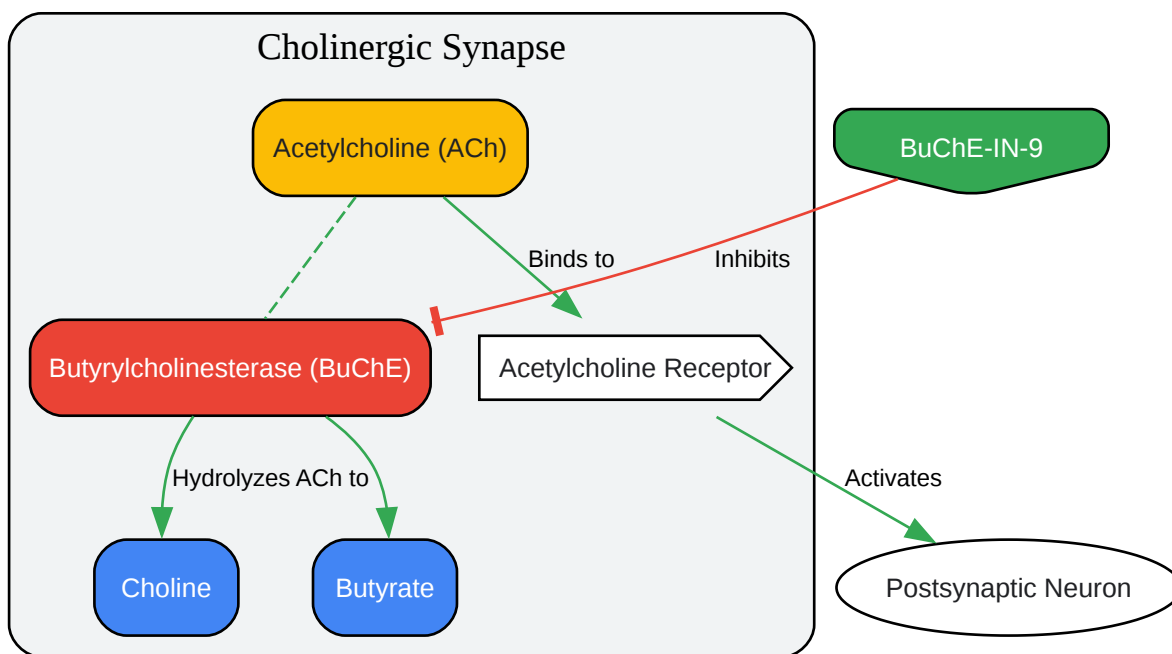 Cholinergic Synapse
Acetylcholine (ACh)
BuChE-IN-9
Binds to
Inhibits
Butyrylcholinesterase (BuChE)
Acetylcholine Receptor
Hydrolyzes ACh to
Activates
Choline
Butyrate
Postsynaptic Neuron